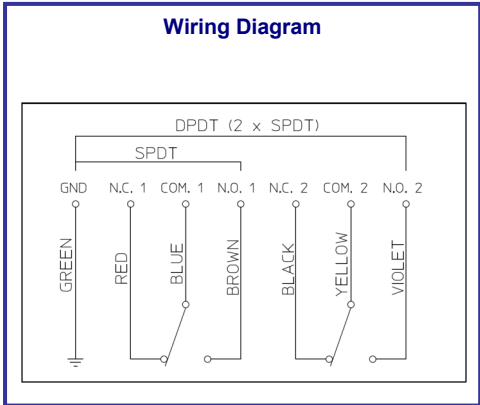 Wiring Diagram
DPDT (2 x SPDT)
SPDT
GND N.C. 1 COM. 1 N.O. 1 N.C. 2 COM. 2 N.O. 2
GREEN
RED
BLUE
BROWN
BLACK
YELLOW
VIOLET